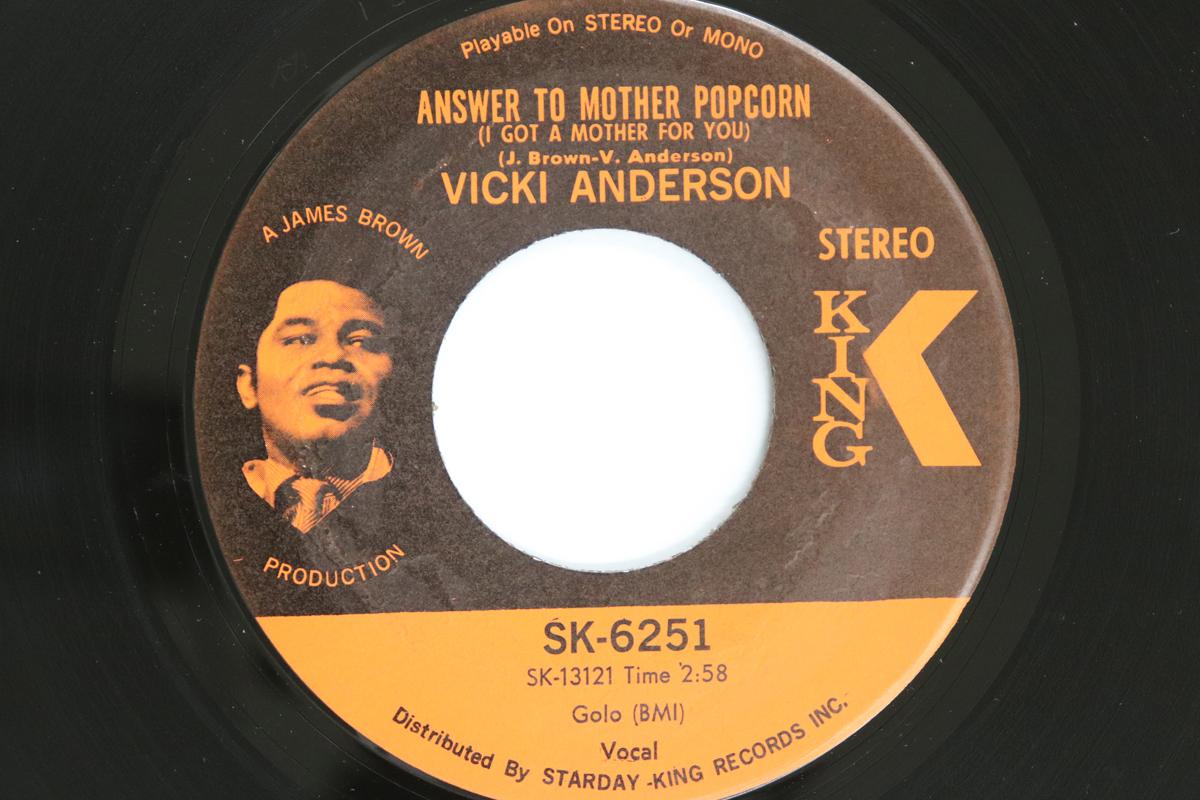 Playable On STEREO Or MONO
ANSWER TO MOTHER POPCORN
(I GOT A MOTHER FOR YOU)
(J. Brown-V. Anderson)
VICKI ANDERSON
A JAMES BROWN
PRODUCTION
STEREO
KING
K
SK-6251
SK-13121 Time 2:58
Golo (BMI)
Vocal
Distributed By STARDAY-KING RECORDS INC.